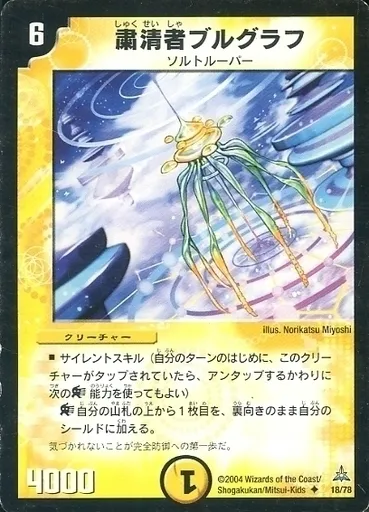 6
しゅく せい しゃ
粛清者ブルグラフ
ソルトルーパー
illus. Norikatsu Miyoshi
クリーチャー
■ サイレントスキル（自分のターンのはじめに、このクリ
ーチャーがタップされていたら、アンタップするかわりに
次の 能力を使ってもよい）
自分の山札の上から1枚目を、裏向きのまま自分の
シールドに加える。
気づかれないことが完全防御への第一歩だ。
4000
1
©2004 Wizards of the Coast/
Shogakukan/Mitsui-Kids
18/78